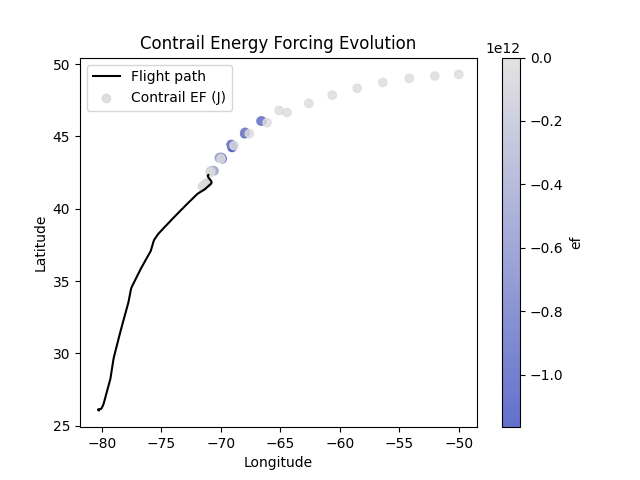 Contrail Energy Forcing Evolution
1e12
Flight path
Contrail EF (J)
50
45
40
35
30
25
Latitude
−80
−75
−70
−65
−60
−55
−50
Longitude
0.0
−0.2
−0.4
−0.6
−0.8
−1.0
ef